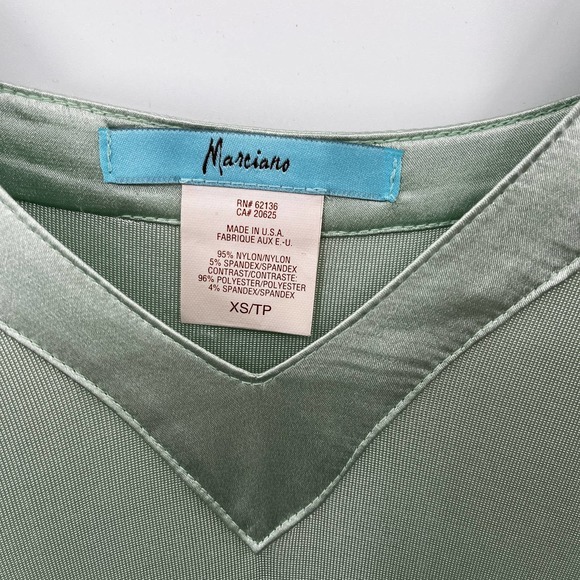 Marciano
RN# 62136
CA# 20625
MADE IN U.S.A.
FABRIQUE AUX E.-U.
95% NYLON/NYLON
5% SPANDEX/SPANDEX
CONTRAST/CONTRASTE:
96% POLYESTER/POLYESTER
4% SPANDEX/SPANDEX
XS/TP